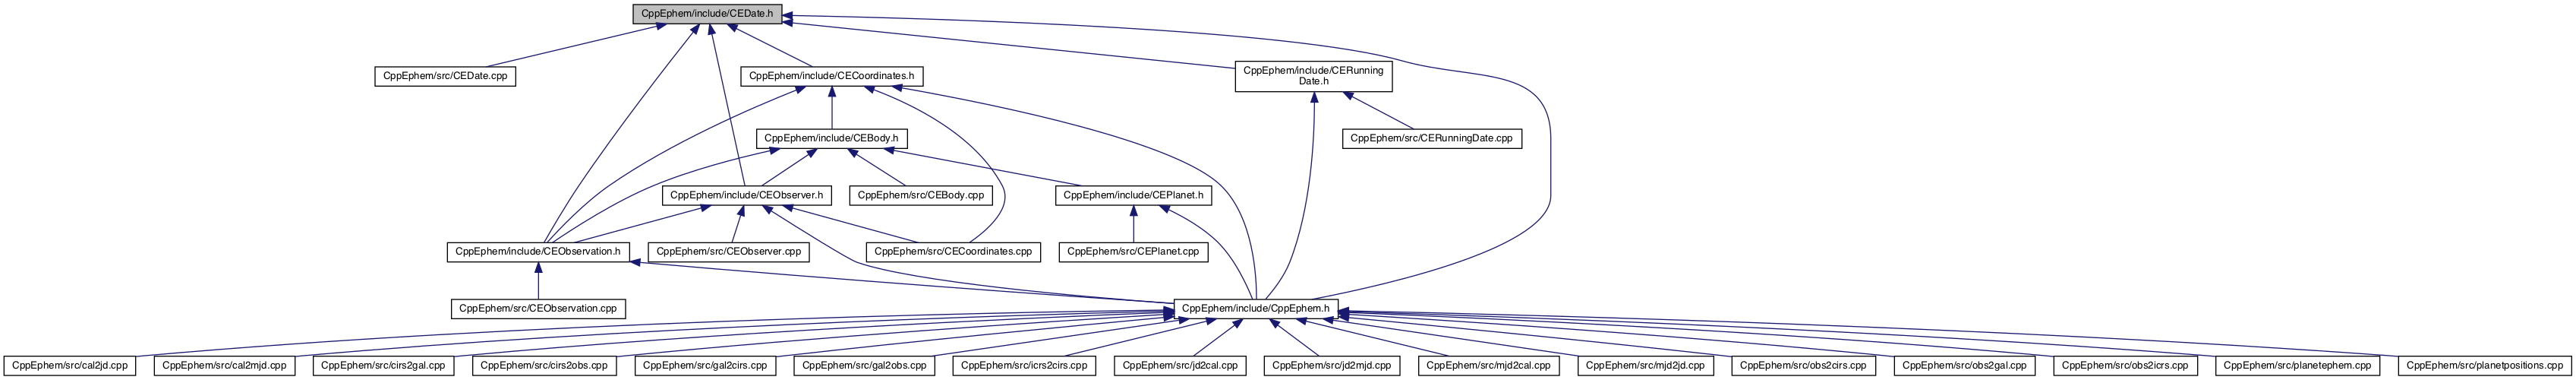 CppEphem/include/CEDate.h
CppEphem/src/CEDate.cpp
CppEphem/include/CECoordinates.h
CppEphem/include/CERunning
Date.h
CppEphem/include/CEBody.h
CppEphem/src/CERunningDate.cpp
CppEphem/include/CEObserver.h
CppEphem/src/CEBody.cpp
CppEphem/include/CEPlanet.h
CppEphem/include/CEObservation.h
CppEphem/src/CEObserver.cpp
CppEphem/src/CECoordinates.cpp
CppEphem/src/CEPlanet.cpp
CppEphem/src/CEObservation.cpp
CppEphem/include/CppEphem.h
CppEphem/src/cal2jd.cpp
CppEphem/src/cal2mjd.cpp
CppEphem/src/cirs2gal.cpp
CppEphem/src/cirs2obs.cpp
CppEphem/src/gal2cirs.cpp
CppEphem/src/gal2obs.cpp
CppEphem/src/icrs2cirs.cpp
CppEphem/src/jd2cal.cpp
CppEphem/src/jd2mjd.cpp
CppEphem/src/mjd2cal.cpp
CppEphem/src/mjd2jd.cpp
CppEphem/src/obs2cirs.cpp
CppEphem/src/obs2gal.cpp
CppEphem/src/obs2icrs.cpp
CppEphem/src/planetephem.cpp
CppEphem/src/planetpositions.cpp